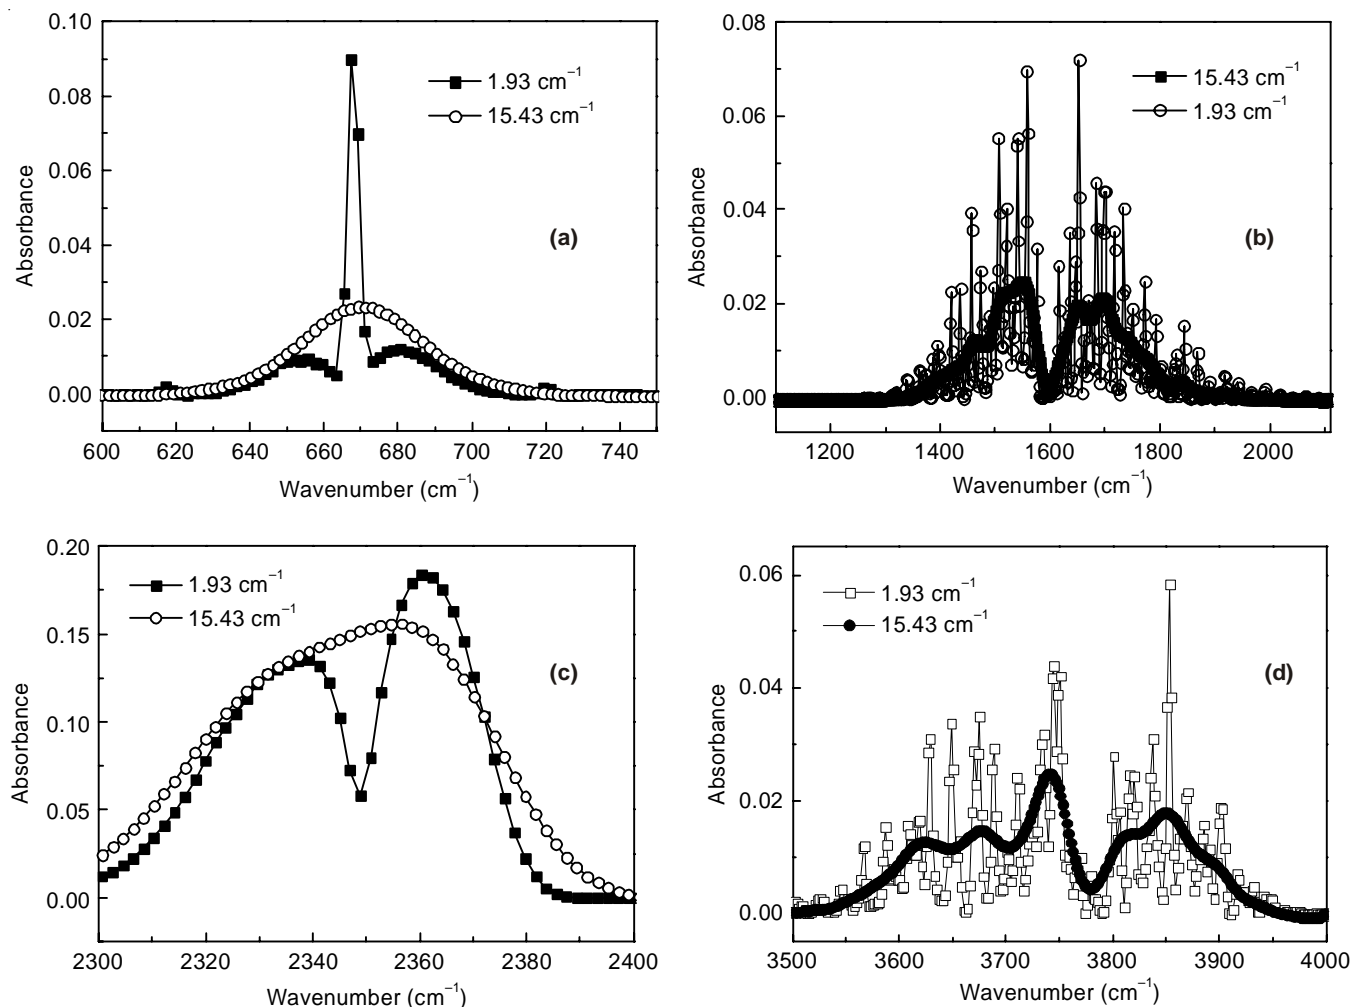 0.10
0.08
0.06
0.04
0.02
0.00
Absorbance
1.93 cm⁻¹
15.43 cm⁻¹
(a)
600 620 640 660 680 700 720 740
Wavenumber (cm⁻¹)
0.08
0.06
0.04
0.02
0.00
Absorbance
15.43 cm⁻¹
1.93 cm⁻¹
(b)
1200 1400 1600 1800 2000
Wavenumber (cm⁻¹)
0.20
0.15
0.10
0.05
0.00
Absorbance
1.93 cm⁻¹
15.43 cm⁻¹
(c)
2300 2320 2340 2360 2380 2400
Wavenumber (cm⁻¹)
0.06
0.04
0.02
0.00
Absorbance
1.93 cm⁻¹
15.43 cm⁻¹
(d)
3500 3600 3700 3800 3900 4000
Wavenumber (cm⁻¹)